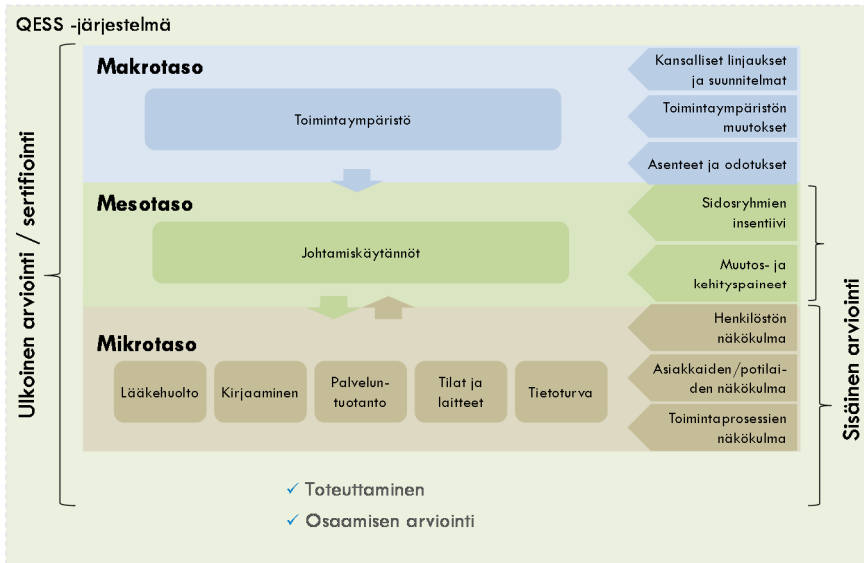 QESS -järjestelmä
Ulkoinen arviointi / sertifiointi
Makrotaso
Toimintaympäristö
Kansalliset linjaukset
ja suunnitelmat
Toimintaympäristön
muutokset
Asenteet ja odotukset
Mesotaso
Johtamiskäytännöt
Sidosryhmien
insentiivi
Muutos- ja
kehityspaineet
Mikrotaso
Lääkehuolto
Kirjaaminen
Palvelun-
tuotanto
Tilat ja
laitteet
Tietoturva
Henkilöstön
näkökulma
Asiakkaiden/potilai-
den näkökulma
Toimintaprosessien
näkökulma
Sisäinen arviointi
✓ Toteuttaminen
✓ Osaamisen arviointi